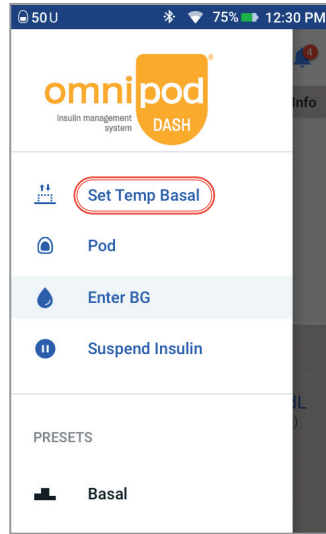 50 U 75% 12:30 PM
omnipod®
insulin management
system
DASH
Info
Set Temp Basal
Pod
Enter BG
Suspend Insulin
PRESETS
Basal